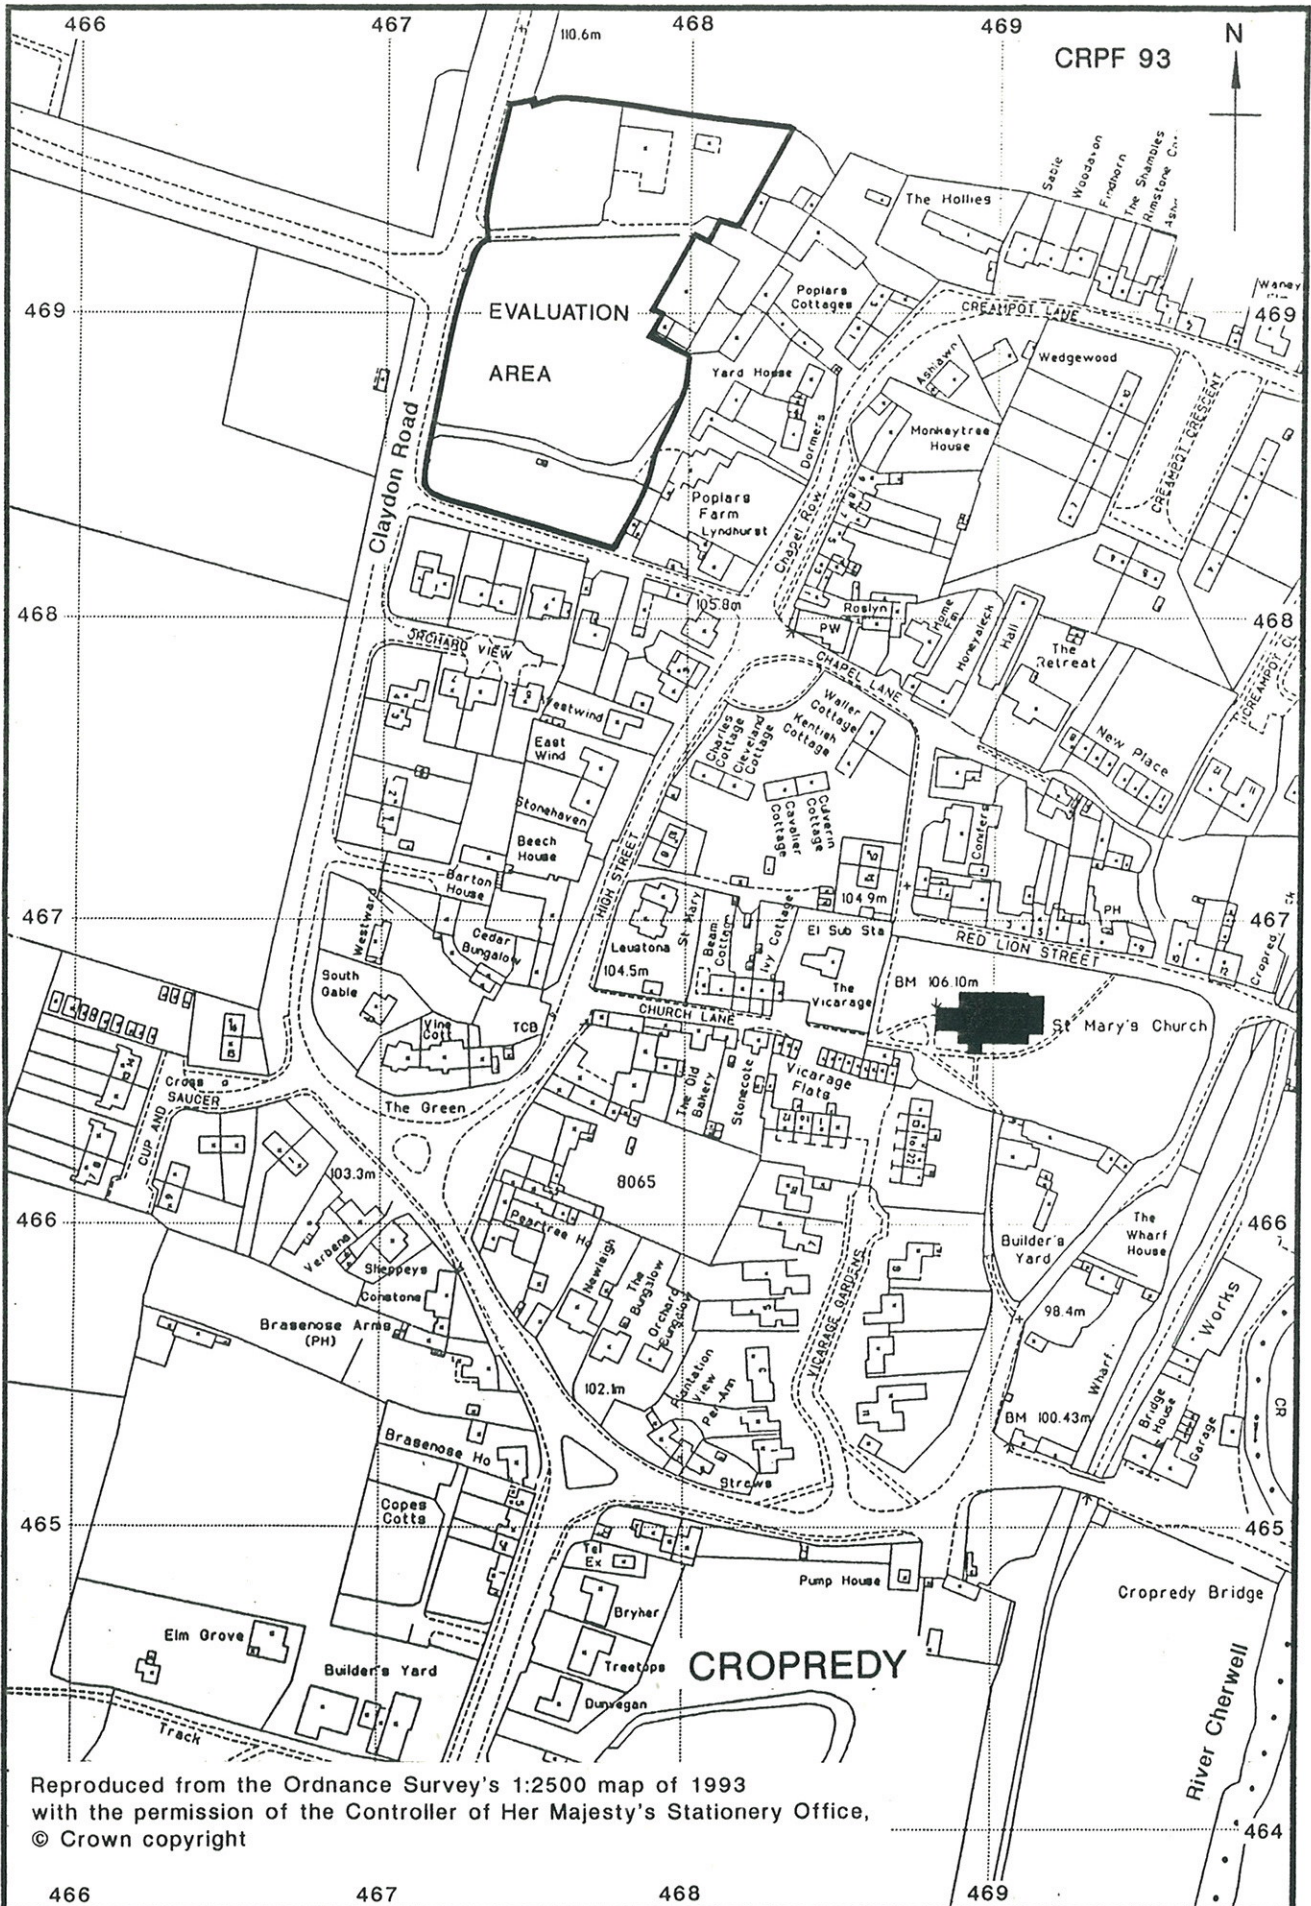 466
467
468
469
110.6m
CRPF 93
N
Sable
Woodavon
Findhorn
The Shambles
Rimstone
The Hollies
469
EVALUATION
AREA
Poplars
Cottages
CREAMPOT LANE
469
Yard House
Ashlawn
Wedgewood
Monkeytree
House
Dormers
CREAMPOT CRESCENT
Claydon Road
Poplars
Farm
Lyndhurst
Chapel Row
468
105.8m
Roslyn
PW
Home
Fm
Honeysleck
Hall
The
Retreat
468
ORCHARD VIEW
CHAPEL LANE
Westwind
East
Wind
Charles
Cottage
Cleveland
Cottage
Waller
Cottage
Kentish
Cottage
New Place
Stonehaven
Beech
House
Cavalier
Cottage
Culverin
Cottage
Conifers
Barton
House
HIGH STREET
104.9m
PH
467
Westward
Cedar
Bungalow
Leustona
St Mary
Beam
Cottage
Ivy Cottage
El Sub Sta
RED LION STREET
467
South
Gable
104.5m
The
Vicarage
BM 106.10m
CHURCH LANE
St Mary's Church
Vine
Cott
TCB
The Old
Bakery
Stonecote
Vicarage
Flats
Cross
CUP AND
SAUCER
The Green
103.3m
8065
466
Verbena
Sheppeys
Constone
Peartree Ho
Newleigh
The
Bungalow
Orchard
Bungalow
Builder's
Yard
The
Wharf
House
466
VICARAGE GARDENS
98.4m
Works
Brasenose Arms
(PH)
102.1m
View
Wharf
BM 100.43m
Bridge
House
Garage
CR
Brasenose Ho
Copes
Cotts
Straws
465
465
Tel
Ex
Pump House
Cropredy Bridge
Bryher
Elm Grove
Treetops
CROPREDY
Builder's Yard
Dunvegan
Track
River Cherwell
Reproduced from the Ordnance Survey's 1:2500 map of 1993
with the permission of the Controller of Her Majesty's Stationery Office,
© Crown copyright
464
466
467
468
469